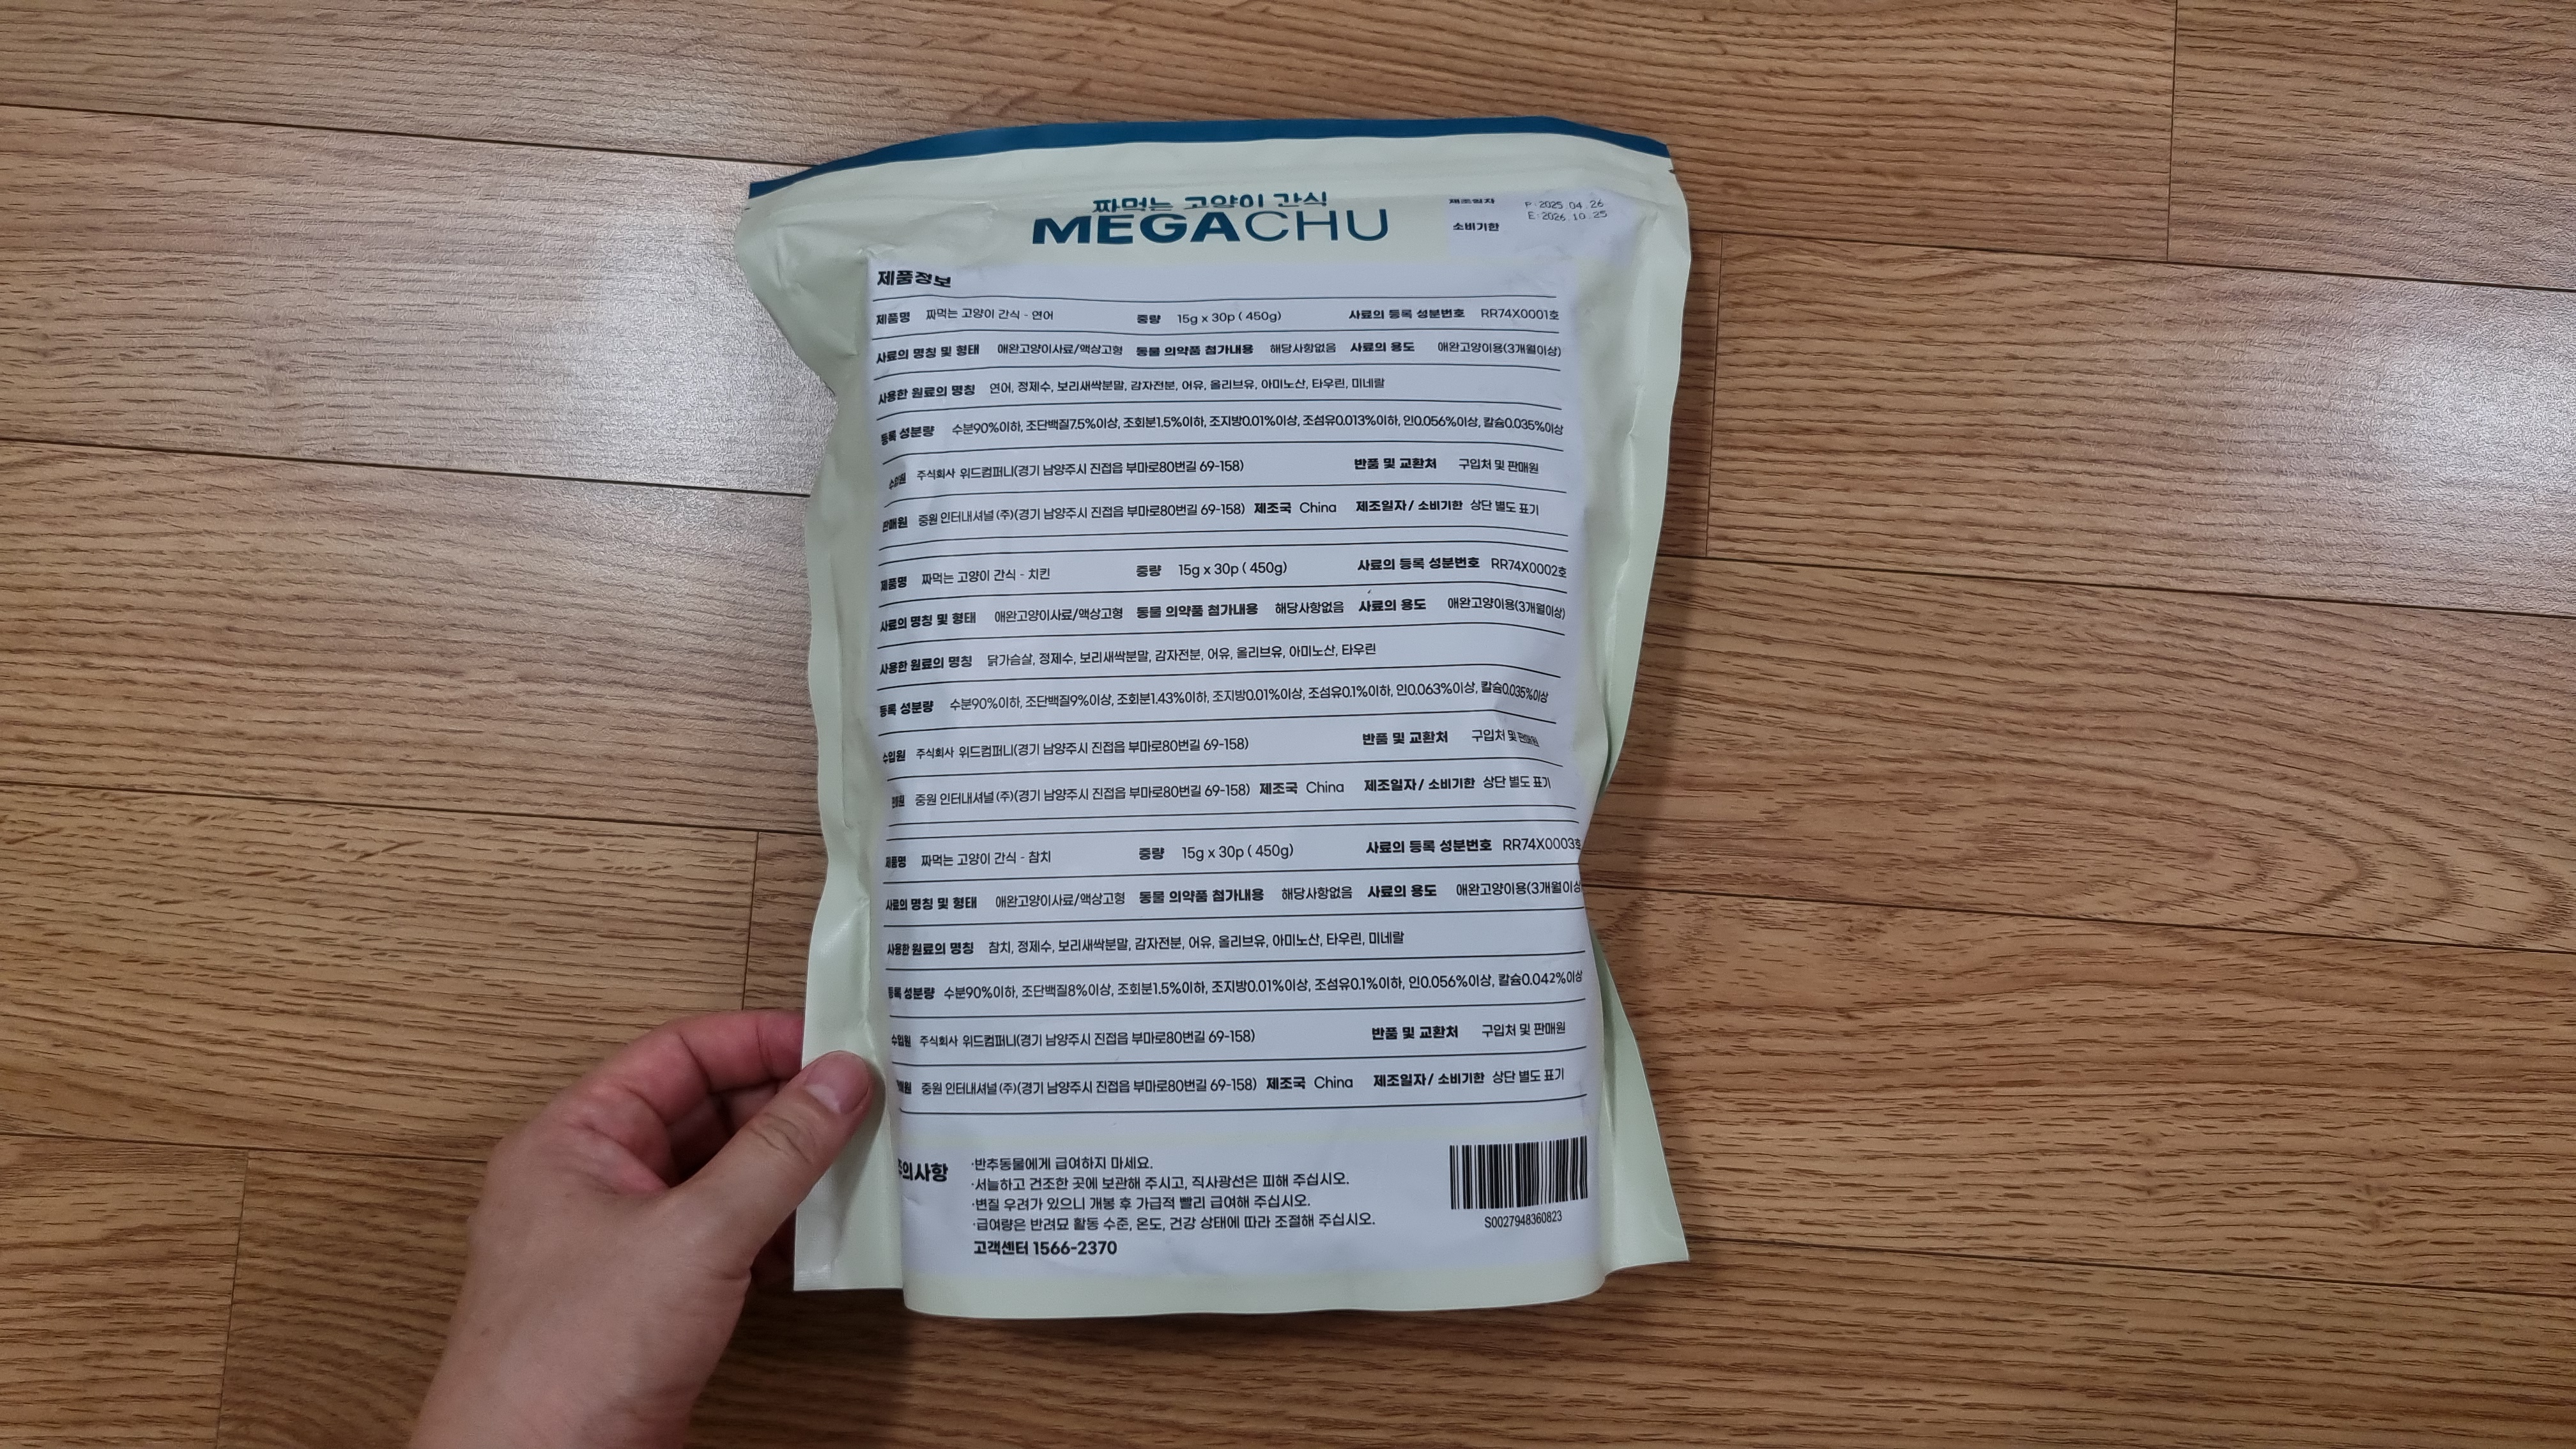 짜먹는 고양이 간식
MEGACHU
제조일자 P:2025.04.26
E:2026.10.25
소비기한
제품정보
제품명 짜먹는 고양이 간식 - 연어 중량 15g x 30p ( 450g) 사료의 등록 성분번호 RR74X0001호
사료의 명칭 및 형태 애완고양이사료/액상고형 동물 의약품 첨가내용 해당사항없음 사료의 용도 애완고양이용(3개월이상)
사용한 원료의 명칭 연어, 정제수, 보리새싹분말, 감자전분, 어유, 올리브유, 아미노산, 타우린, 미네랄
등록 성분량 수분90%이하, 조단백질7.5%이상, 조회분1.5%이하, 조지방0.01%이상, 조섬유0.013%이하, 인0.056%이상, 칼슘0.035%이상
수입원 주식회사 위드컴퍼니(경기 남양주시 진접읍 부마로80번길 69-158) 반품 및 교환처 구입처 및 판매원
판매원 중원 인터내셔널 (주)(경기 남양주시 진접읍 부마로80번길 69-158) 제조국 China 제조일자 / 소비기한 상단 별도 표기
제품명 짜먹는 고양이 간식 - 치킨 중량 15g x 30p ( 450g) 사료의 등록 성분번호 RR74X0002호
사료의 명칭 및 형태 애완고양이사료/액상고형 동물 의약품 첨가내용 해당사항없음 사료의 용도 애완고양이용(3개월이상)
사용한 원료의 명칭 닭가슴살, 정제수, 보리새싹분말, 감자전분, 어유, 올리브유, 아미노산, 타우린
등록 성분량 수분90%이하, 조단백질9%이상, 조회분1.43%이하, 조지방0.01%이상, 조섬유0.1%이하, 인0.063%이상, 칼슘0.035%이상
수입원 주식회사 위드컴퍼니(경기 남양주시 진접읍 부마로80번길 69-158) 반품 및 교환처 구입처 및 판매원
판매원 중원 인터내셔널 (주)(경기 남양주시 진접읍 부마로80번길 69-158) 제조국 China 제조일자 / 소비기한 상단 별도 표기
제품명 짜먹는 고양이 간식 - 참치 중량 15g x 30p ( 450g) 사료의 등록 성분번호 RR74X0003호
사료의 명칭 및 형태 애완고양이사료/액상고형 동물 의약품 첨가내용 해당사항없음 사료의 용도 애완고양이용(3개월이상
사용한 원료의 명칭 참치, 정제수, 보리새싹분말, 감자전분, 어유, 올리브유, 아미노산, 타우린, 미네랄
등록 성분량 수분90%이하, 조단백질8%이상, 조회분1.5%이하, 조지방0.01%이상, 조섬유0.1%이하, 인0.056%이상, 칼슘0.042%이상
수입원 주식회사 위드컴퍼니(경기 남양주시 진접읍 부마로80번길 69-158) 반품 및 교환처 구입처 및 판매원
판매원 중원 인터내셔널 (주)(경기 남양주시 진접읍 부마로80번길 69-158) 제조국 China 제조일자 / 소비기한 상단 별도 표기
주의사항 ·반추동물에게 급여하지 마세요.
·서늘하고 건조한 곳에 보관해 주시고, 직사광선은 피해 주십시오.
·변질 우려가 있으니 개봉 후 가급적 빨리 급여해 주십시오.
·급여량은 반려묘 활동 수준, 온도, 건강 상태에 따라 조절해 주십시오.
고객센터 1566-2370
S0027948360823